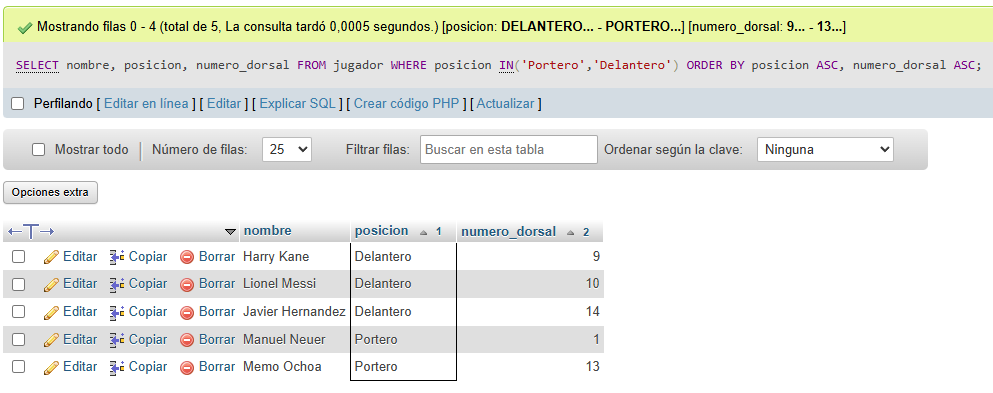 Mostrando filas 0 - 4 (total de 5, La consulta tardó 0,0005 segundos.) [posicion: DELANTERO... - PORTERO...] [numero_dorsal: 9... - 13...]
SELECT nombre, posicion, numero_dorsal FROM jugador WHERE posicion IN('Portero','Delantero') ORDER BY posicion ASC, numero_dorsal ASC;
Perfilando [ Editar en línea ] [ Editar ] [ Explicar SQL ] [ Crear código PHP ] [ Actualizar ]
Mostrar todo Número de filas: 25 Filtrar filas: Buscar en esta tabla Ordenar según la clave: Ninguna
Opciones extra
nombre posicion 1 numero_dorsal 2
Editar Copiar Borrar Harry Kane Delantero 9
Editar Copiar Borrar Lionel Messi Delantero 10
Editar Copiar Borrar Javier Hernandez Delantero 14
Editar Copiar Borrar Manuel Neuer Portero 1
Editar Copiar Borrar Memo Ochoa Portero 13